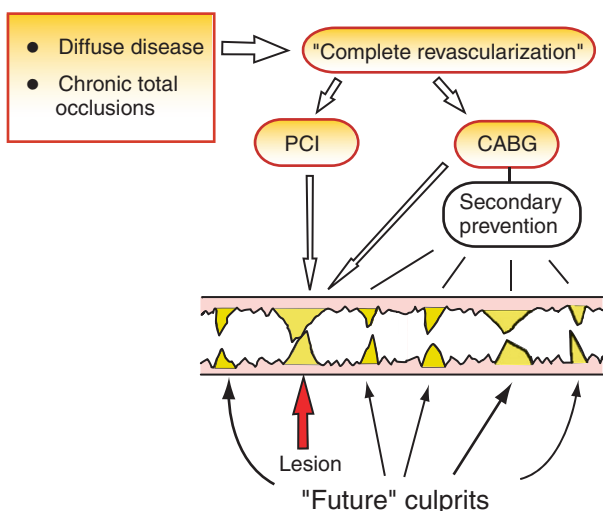 ● Diffuse disease
● Chronic total
occlusions
"Complete revascularization"
PCI
CABG
Secondary
prevention
Lesion
"Future" culprits